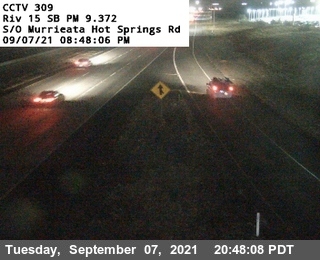 CCTV 309
Riv 15 SB PM 9.372
S/O Murrieata Hot Springs Rd
09/07/21 08:48:06 PM
Tuesday, September 07, 2021 20:48:08 PDT